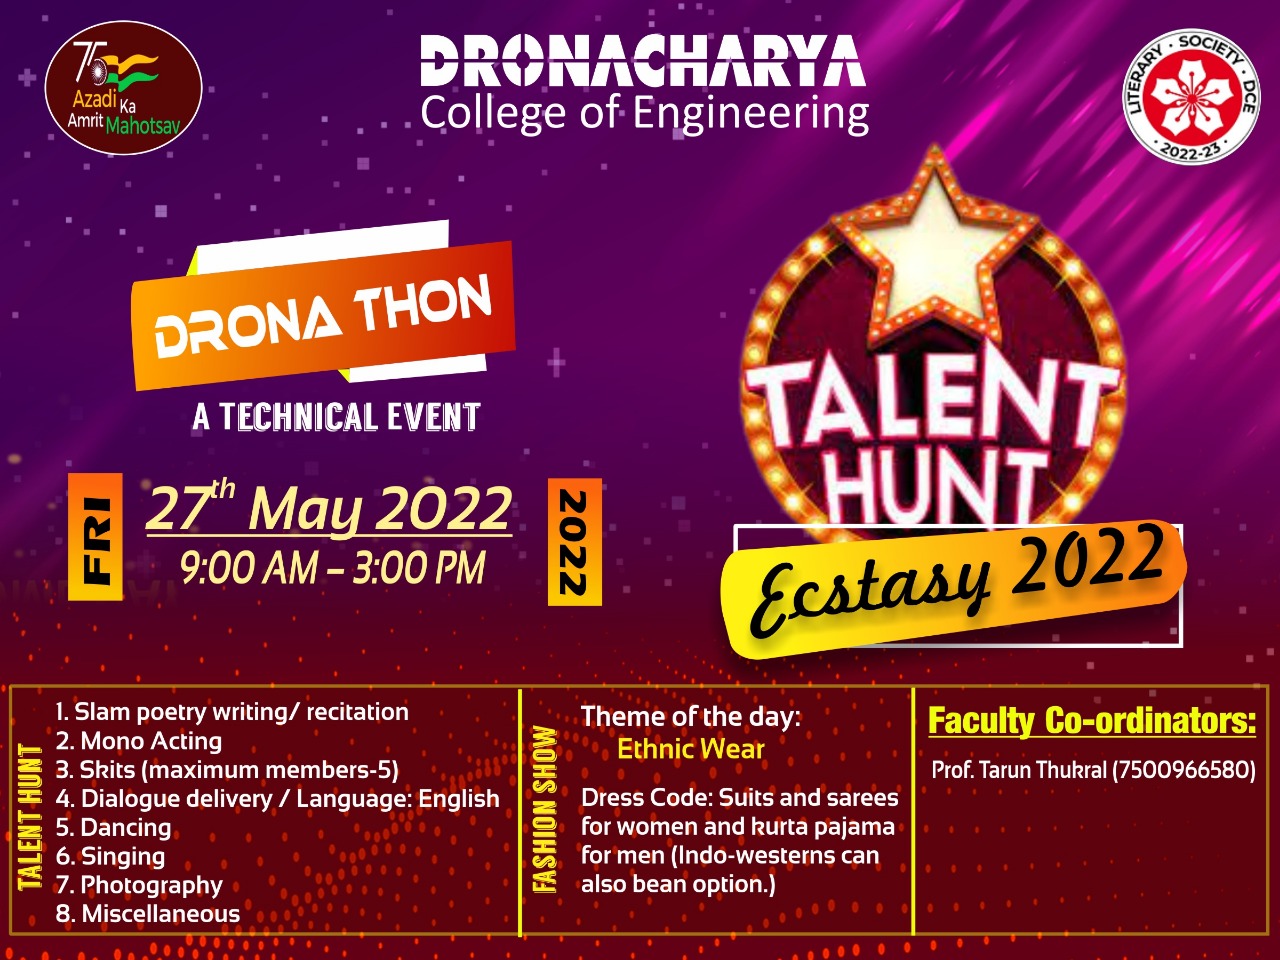 75
Azadi
Ka
Amrit
Mahotsav
DRONACHARYA
College of Engineering
LITERARY · SOCIETY · DCE
· 2022-23 ·
DRONA THON
A TECHNICAL EVENT
FRI
27th May 2022
9:00 AM – 3:00 PM
2022
TALENT
HUNT
Ecstasy 2022
TALENT HUNT
1. Slam poetry writing/ recitation
2. Mono Acting
3. Skits (maximum members-5)
4. Dialogue delivery / Language: English
5. Dancing
6. Singing
7. Photography
8. Miscellaneous
FASHION SHOW
Theme of the day:
Ethnic Wear
Dress Code: Suits and sarees
for women and kurta pajama
for men (Indo-westerns can
also bean option.)
Faculty Co-ordinators:
Prof. Tarun Thukral (7500966580)